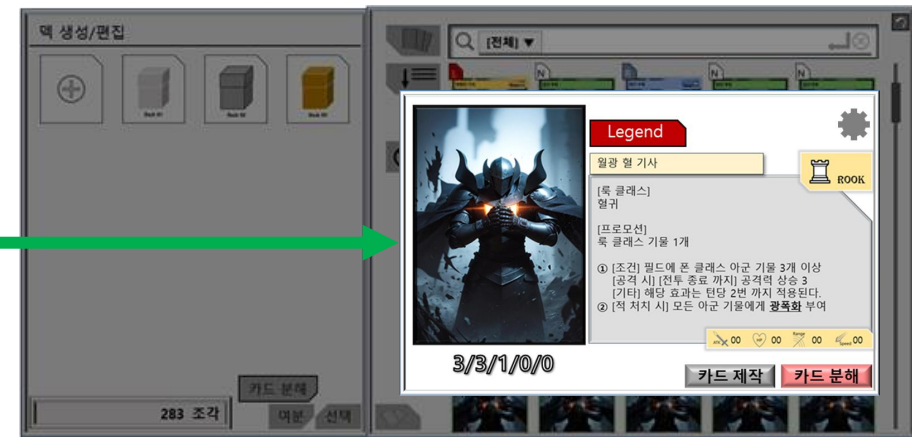 덱 생성/편집
[전체] ▼
N
N
N
Legend
월광 혈 기사
ROOK
[룩 클래스]
혈귀
[프로모션]
룩 클래스 기물 1개
① [조건] 필드에 폰 클래스 아군 기물 3개 이상
[공격 시] [전투 종료 까지] 공격력 상승 3
[기타] 해당 효과는 턴당 2번 까지 적용된다.
② [적 처치 시] 모든 아군 기물에게 광폭화 부여
00 00 00 00
3/3/1/0/0
카드 제작
카드 분해
카드 분해
283 조각
여분
선택